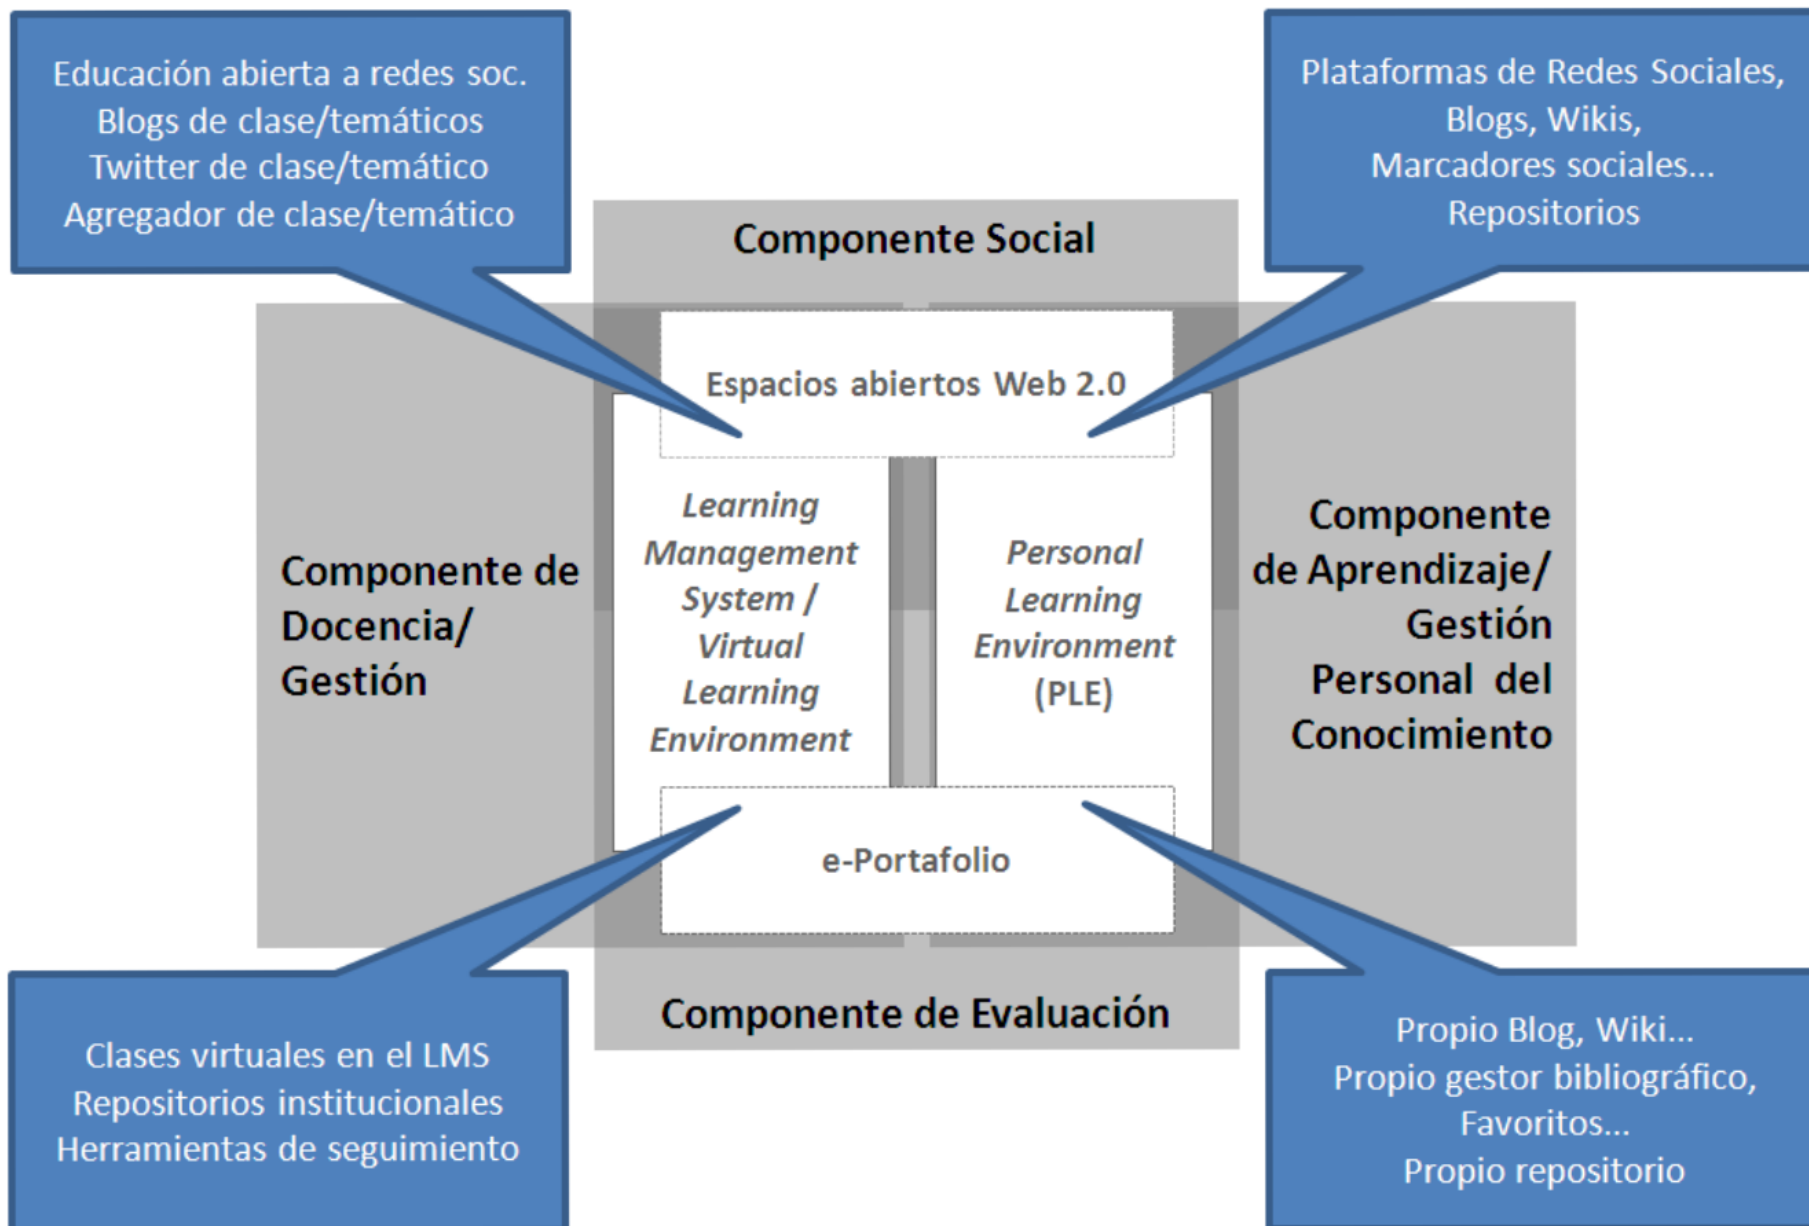 Educación abierta a redes soc.
Blogs de clase/temáticos
Twitter de clase/temático
Agregador de clase/temático
Plataformas de Redes Sociales,
Blogs, Wikis,
Marcadores sociales...
Repositorios
Componente Social
Espacios abiertos Web 2.0
Componente de
Docencia/
Gestión
Learning
Management
System /
Virtual
Learning
Environment
Personal
Learning
Environment
(PLE)
Componente
de Aprendizaje/
Gestión
Personal del
Conocimiento
e-Portafolio
Componente de Evaluación
Clases virtuales en el LMS
Repositorios institucionales
Herramientas de seguimiento
Propio Blog, Wiki...
Propio gestor bibliográfico,
Favoritos...
Propio repositorio